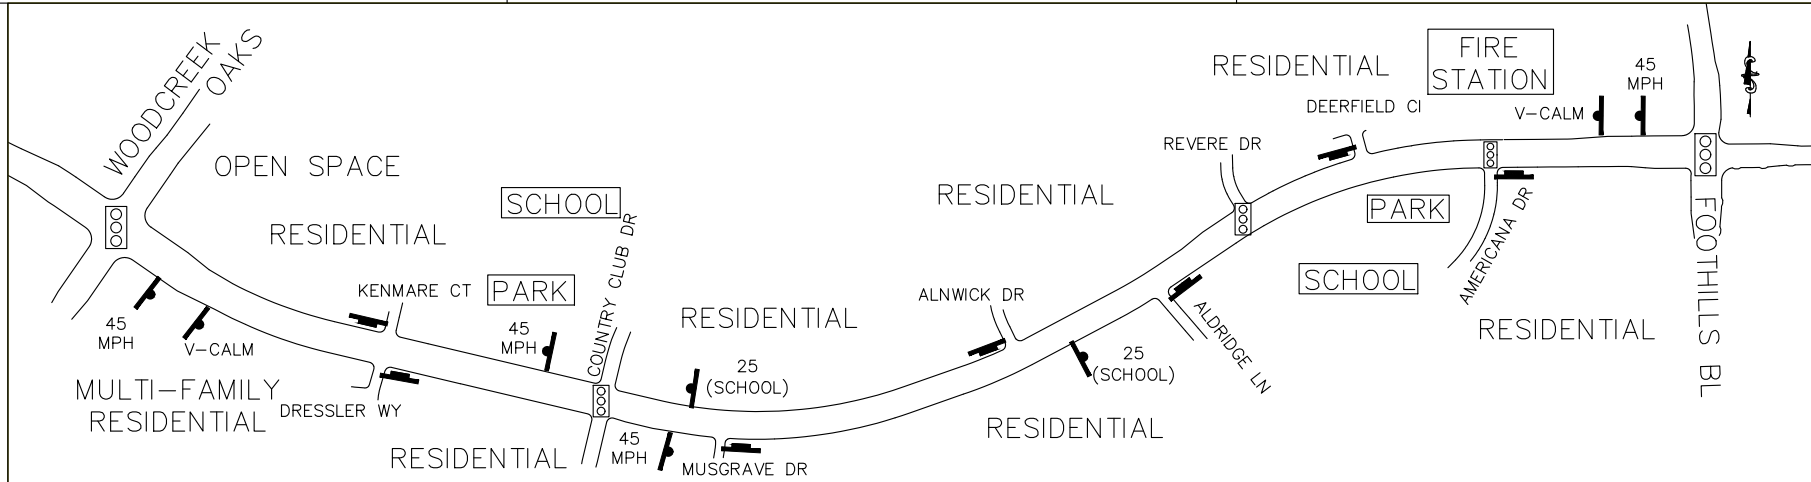 WOODCREEK
OAKS
OPEN SPACE
RESIDENTIAL
45
MPH
V-CALM
MULTI-FAMILY
RESIDENTIAL
KENMARE CT
DRESSLER WY
SCHOOL
PARK
45
MPH
COUNTRY CLUB DR
RESIDENTIAL
45
MPH
RESIDENTIAL
25
(SCHOOL)
MUSGRAVE DR
RESIDENTIAL
ALNWICK DR
25
(SCHOOL)
RESIDENTIAL
REVERE DR
ALDRIDGE LN
RESIDENTIAL
DEERFIELD CI
FIRE
STATION
V-CALM
45
MPH
PARK
SCHOOL
AMERICANA DR
RESIDENTIAL
FOOTHILLS BL